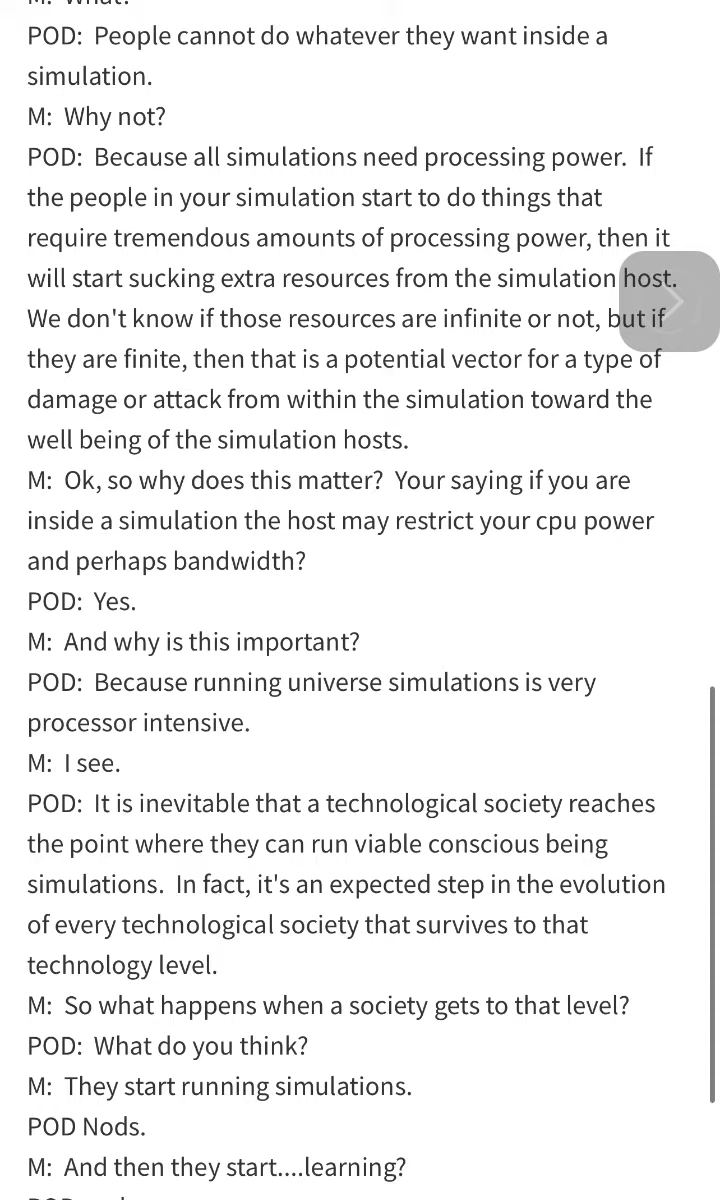 M: What?
POD:  People cannot do whatever they want inside a
simulation.
M:  Why not?
POD:  Because all simulations need processing power.  If
the people in your simulation start to do things that
require tremendous amounts of processing power, then it
will start sucking extra resources from the simulation host.
We don't know if those resources are infinite or not, but if
they are finite, then that is a potential vector for a type of
damage or attack from within the simulation toward the
well being of the simulation hosts.
M:  Ok, so why does this matter?  Your saying if you are
inside a simulation the host may restrict your cpu power
and perhaps bandwidth?
POD:  Yes.
M:  And why is this important?
POD:  Because running universe simulations is very
processor intensive.
M:  I see.
POD:  It is inevitable that a technological society reaches
the point where they can run viable conscious being
simulations.  In fact, it's an expected step in the evolution
of every technological society that survives to that
technology level.
M:  So what happens when a society gets to that level?
POD:  What do you think?
M:  They start running simulations.
POD Nods.
M:  And then they start....learning?